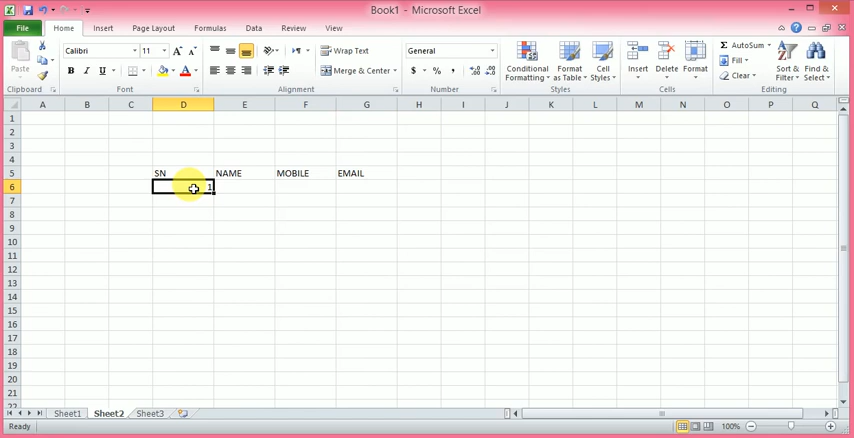 Book1 - Microsoft Excel
File Home Insert Page Layout Formulas Data Review View
Calibri 11 Wrap Text General AutoSum
Paste Conditional Formatting Format as Table Cell Styles Insert Delete Format Fill Sort & Filter Find & Select
B I U Merge & Center $ % , Clear
Clipboard Font Alignment Number Styles Cells Editing
A B C D E F G H I J K L M N O P Q
1
2
3
4
5 SN NAME MOBILE EMAIL
6 1
7
8
9
10
11
12
13
14
15
16
17
18
19
20
21
22
Sheet1 Sheet2 Sheet3
Ready 100%